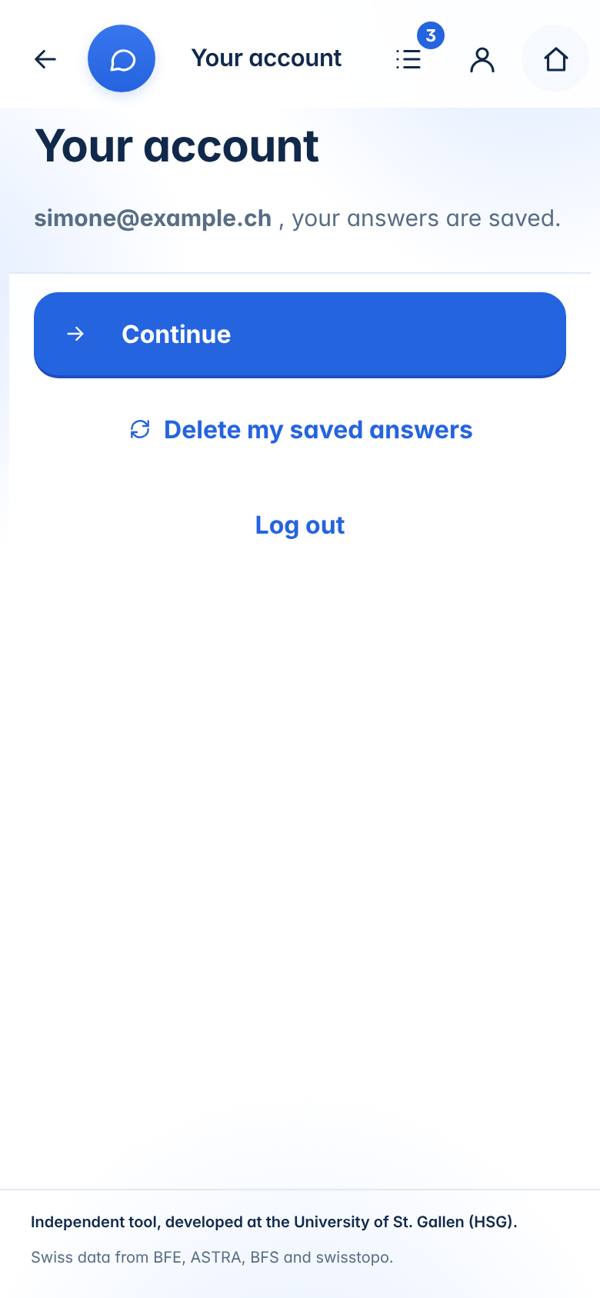 Your account
3
Your account
simone@example.ch , your answers are saved.
Continue
Delete my saved answers
Log out
Independent tool, developed at the University of St. Gallen (HSG).
Swiss data from BFE, ASTRA, BFS and swisstopo.